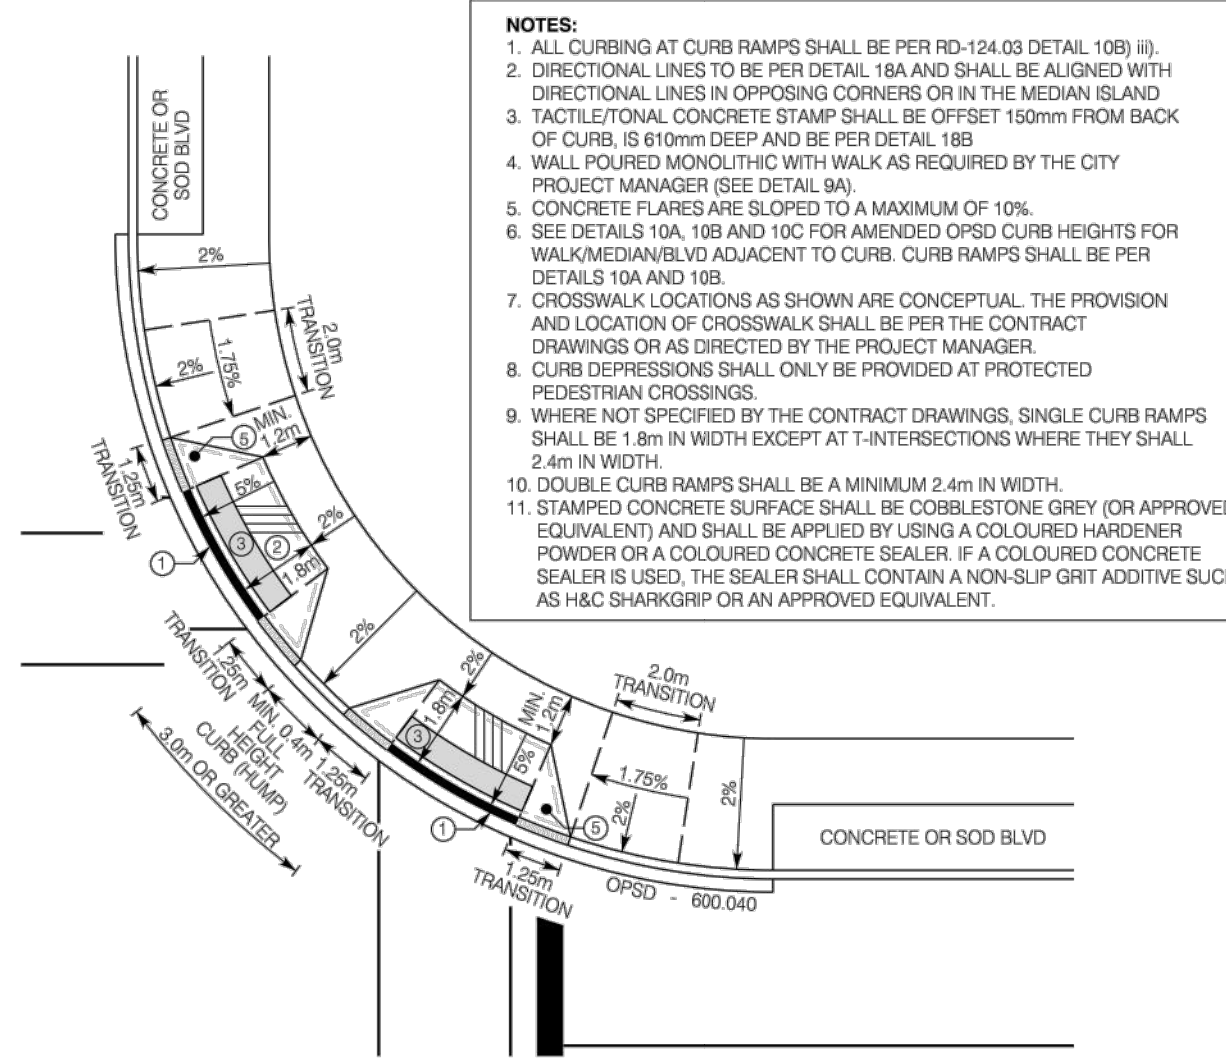 NOTES:
1. ALL CURBING AT CURB RAMPS SHALL BE PER RD-124.03 DETAIL 10B) iii).
2. DIRECTIONAL LINES TO BE PER DETAIL 18A AND SHALL BE ALIGNED WITH
DIRECTIONAL LINES IN OPPOSING CORNERS OR IN THE MEDIAN ISLAND
3. TACTILE/TONAL CONCRETE STAMP SHALL BE OFFSET 150mm FROM BACK
OF CURB, IS 610mm DEEP AND BE PER DETAIL 18B
4. WALL POURED MONOLITHIC WITH WALK AS REQUIRED BY THE CITY
PROJECT MANAGER (SEE DETAIL 9A).
5. CONCRETE FLARES ARE SLOPED TO A MAXIMUM OF 10%.
6. SEE DETAILS 10A, 10B AND 10C FOR AMENDED OPSD CURB HEIGHTS FOR
WALK/MEDIAN/BLVD ADJACENT TO CURB. CURB RAMPS SHALL BE PER
DETAILS 10A AND 10B.
7. CROSSWALK LOCATIONS AS SHOWN ARE CONCEPTUAL. THE PROVISION
AND LOCATION OF CROSSWALK SHALL BE PER THE CONTRACT
DRAWINGS OR AS DIRECTED BY THE PROJECT MANAGER.
8. CURB DEPRESSIONS SHALL ONLY BE PROVIDED AT PROTECTED
PEDESTRIAN CROSSINGS.
9. WHERE NOT SPECIFIED BY THE CONTRACT DRAWINGS, SINGLE CURB RAMPS
SHALL BE 1.8m IN WIDTH EXCEPT AT T-INTERSECTIONS WHERE THEY SHALL
2.4m IN WIDTH.
10. DOUBLE CURB RAMPS SHALL BE A MINIMUM 2.4m IN WIDTH.
11. STAMPED CONCRETE SURFACE SHALL BE COBBLESTONE GREY (OR APPROVED
EQUIVALENT) AND SHALL BE APPLIED BY USING A COLOURED HARDENER
POWDER OR A COLOURED CONCRETE SEALER. IF A COLOURED CONCRETE
SEALER IS USED, THE SEALER SHALL CONTAIN A NON-SLIP GRIT ADDITIVE SUC
AS H&C SHARKGRIP OR AN APPROVED EQUIVALENT.
CONCRETE OR
SOD BLVD
2%
2.0m
TRANSITION
1.75%
2%
MIN.
1.2m
5
1.25m
TRANSITION
5%
2%
3
2
1.8m
1
2%
1.25m
TRANSITION
MIN. 0.4m
FULL
HEIGHT
CURB (HUMP)
1.25m
TRANSITION
3.0m OR GREATER
2%
1.8m
3
MIN.
1.2m
5%
2.0m
TRANSITION
1.75%
2%
2%
5
1
1.25m
TRANSITION
OPSD - 600.040
CONCRETE OR SOD BLVD